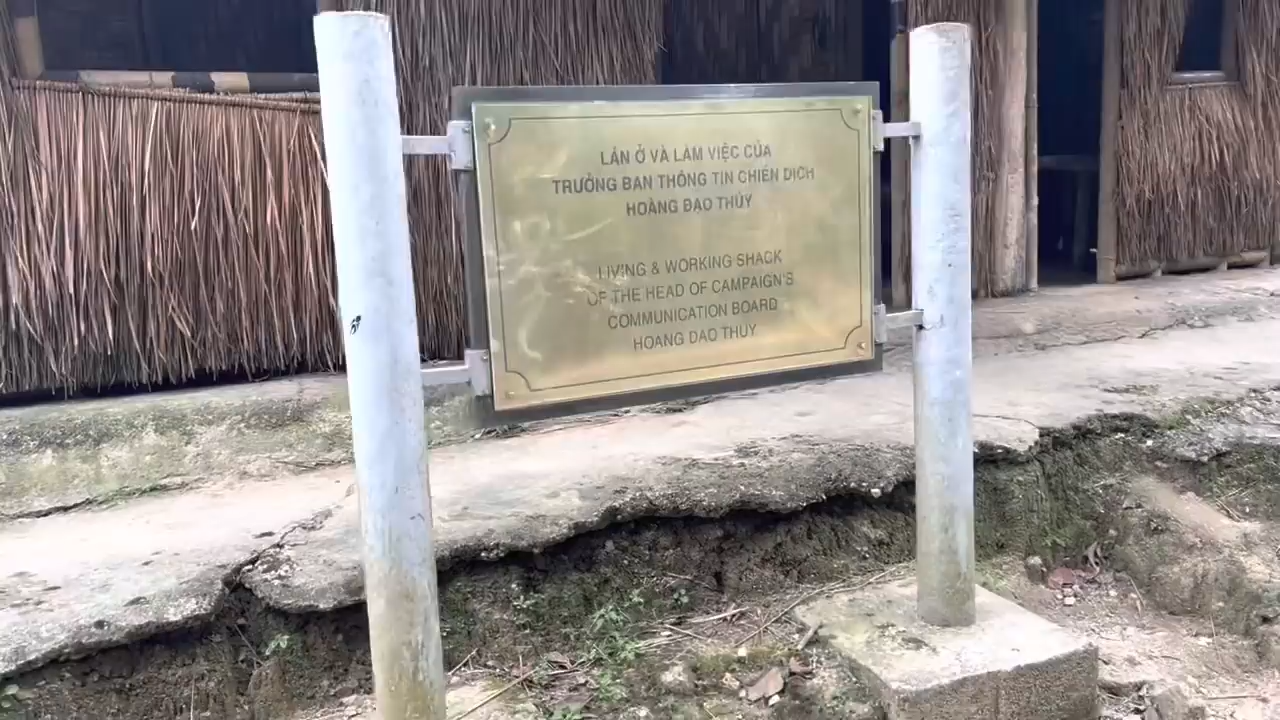 LÁN Ở VÀ LÀM VIỆC CỦA
TRƯỞNG BAN THÔNG TIN CHIẾN DỊCH
HOÀNG ĐẠO THÚY
LIVING & WORKING SHACK
OF THE HEAD OF CAMPAIGN'S
COMMUNICATION BOARD
HOANG DAO THUY